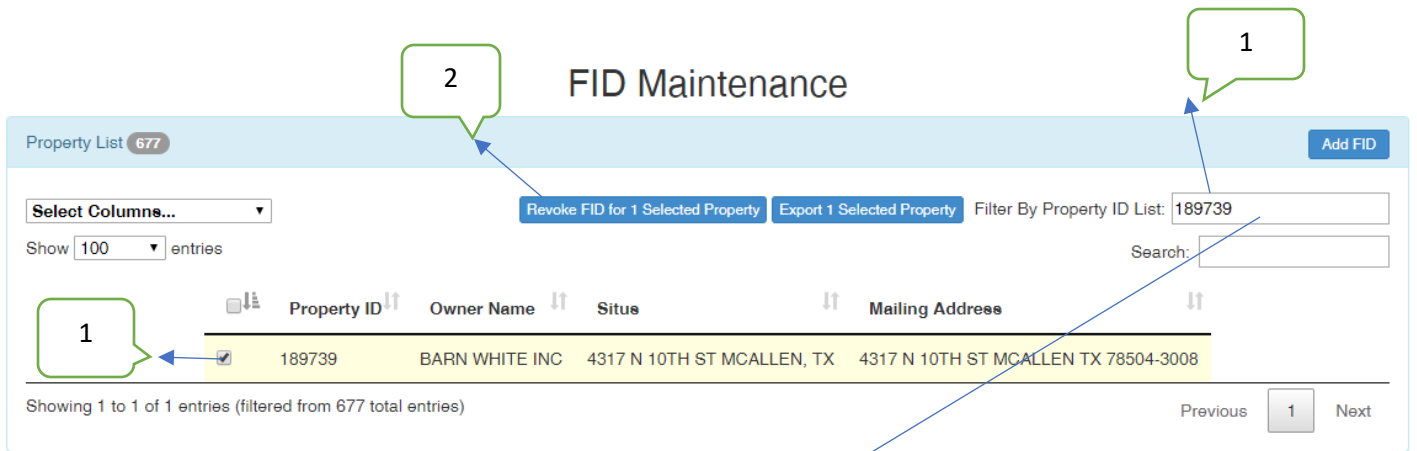 1
2
FID Maintenance
Property List 677
Add FID
Select Columns...
Revoke FID for 1 Selected Property Export 1 Selected Property Filter By Property ID List: 189739
Show 100 entries
Search:
Property ID Owner Name Situs Mailing Address
1
189739 BARN WHITE INC 4317 N 10TH ST MCALLEN, TX 4317 N 10TH ST MCALLEN TX 78504-3008
Showing 1 to 1 of 1 entries (filtered from 677 total entries)
Previous 1 Next